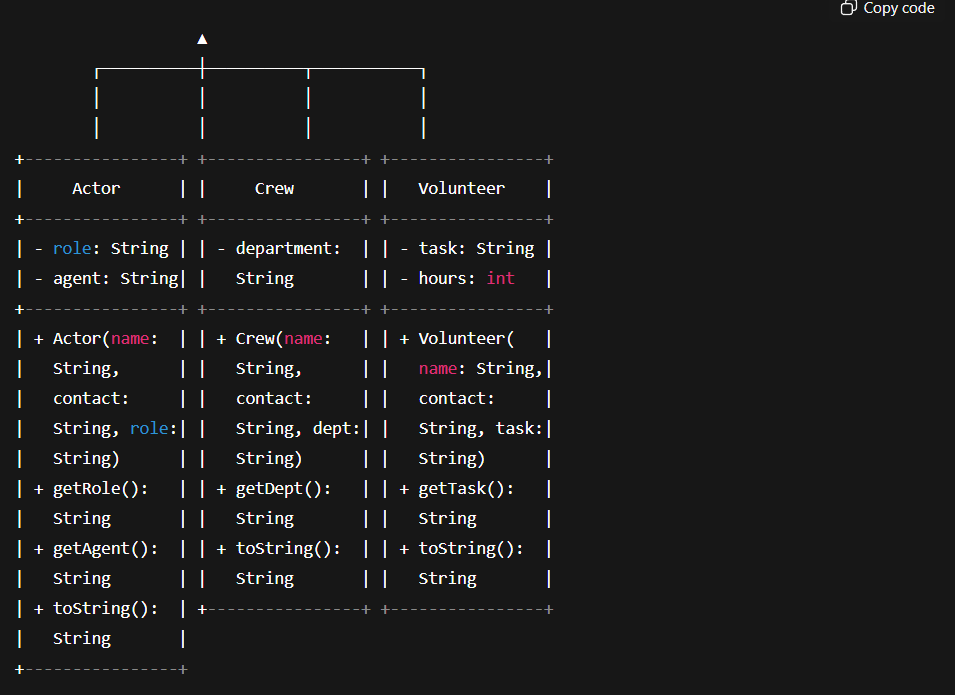 Copy code
▲
┌──────────┼──────────┬───────────┐
│          │          │           │
│          │          │           │
+----------------+ +----------------+ +----------------+
|     Actor      | |     Crew       | |   Volunteer    |
+----------------+ +----------------+ +----------------+
| - role: String | | - department:  | | - task: String |
| - agent: String| |   String       | | - hours: int   |
+----------------+ +----------------+ +----------------+
| + Actor(name:  | | + Crew(name:   | | + Volunteer(   |
|   String,      | |   String,      | |   name: String,|
|   contact:     | |   contact:     | |   contact:     |
|   String, role:| |   String, dept:| |   String, task:|
|   String)      | |   String)      | |   String)      |
| + getRole():   | | + getDept():   | | + getTask():   |
|   String       | |   String       | |   String       |
| + getAgent():  | | + toString():  | | + toString():  |
|   String       | |   String       | |   String       |
| + toString():  | +----------------+ +----------------+
|   String       |
+----------------+